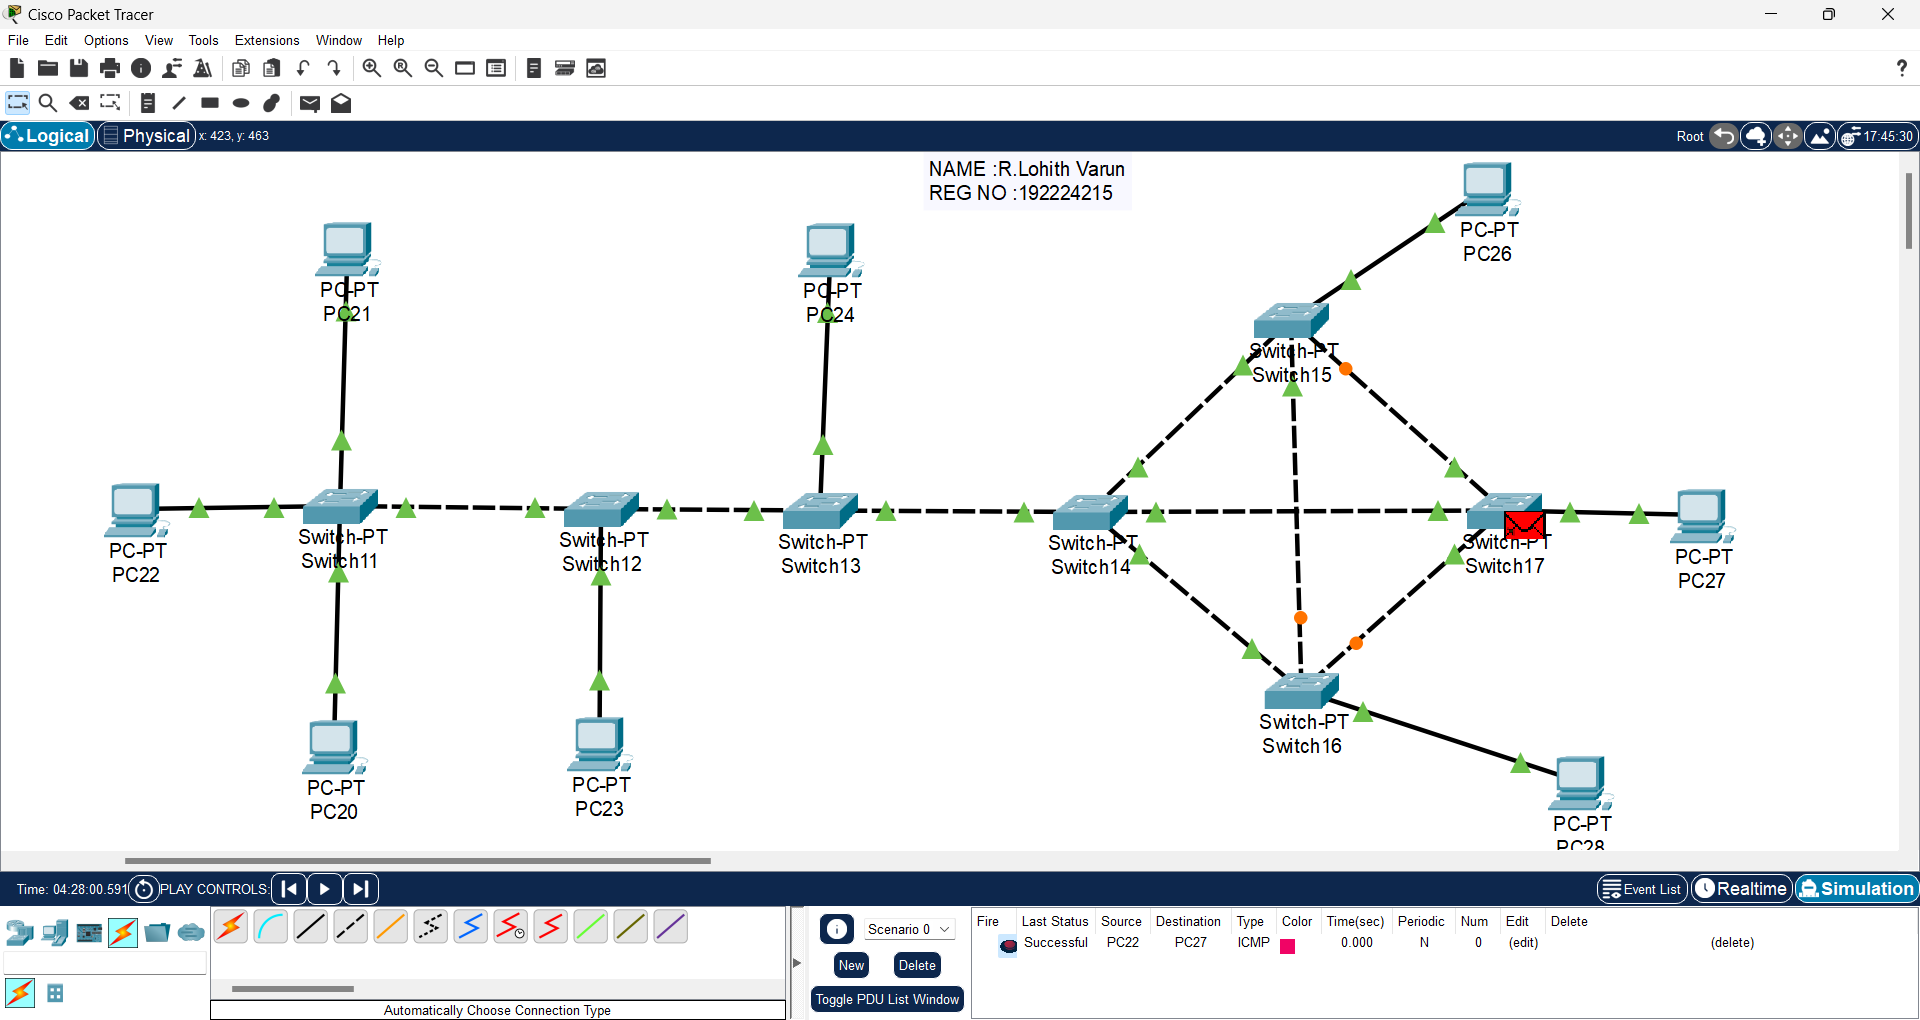 Cisco Packet Tracer
File Edit Options View Tools Extensions Window Help
Logical Physical x: 423, y: 463 Root 17:45:30
NAME :R.Lohith Varun
REG NO :192224215
PC-PT
PC26
PC-PT
PC21
PC-PT
PC24
Switch-PT
Switch15
PC-PT
PC22
Switch-PT
Switch11
Switch-PT
Switch12
Switch-PT
Switch13
Switch-PT
Switch14
Switch-PT
Switch17
PC-PT
PC27
Switch-PT
Switch16
PC-PT
PC20
PC-PT
PC23
PC-PT
PC28
Time: 04:28:00.591 PLAY CONTROLS: Event List Realtime Simulation
Scenario 0
New Delete
Toggle PDU List Window
Fire Last Status Source Destination Type Color Time(sec) Periodic Num Edit Delete
Successful PC22 PC27 ICMP 0.000 N 0 (edit) (delete)
Automatically Choose Connection Type